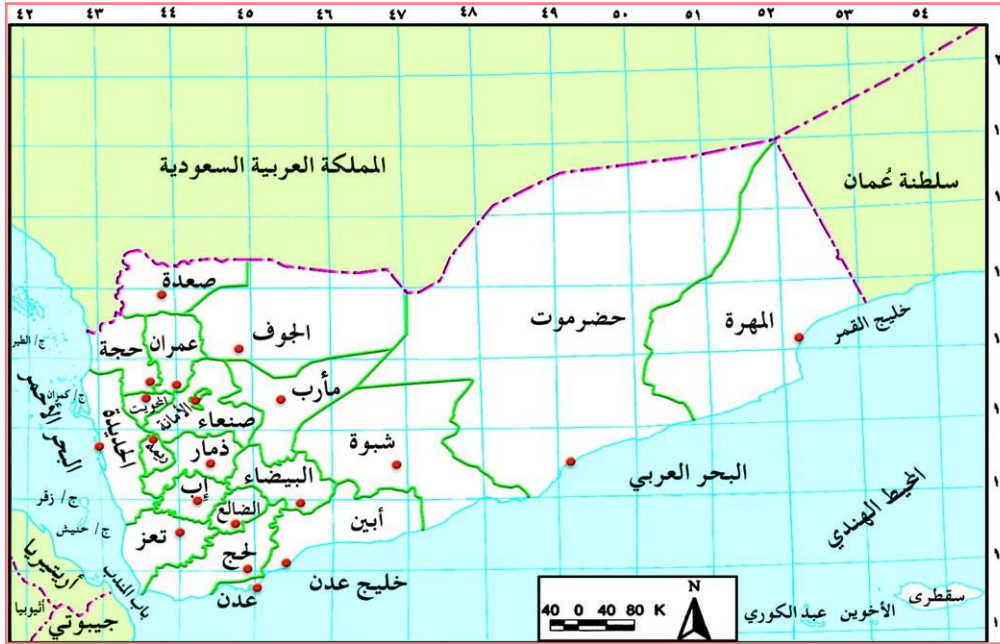 ٤٢ ٤٣ ٤٤ ٤٥ ٤٦ ٤٧ ٤٨ ٤٩ ٥٠ ٥١ ٥٢ ٥٣ ٥٤
المملكة العربية السعودية
سلطنة عُمان
صعدة
الجوف
حضرموت
المهرة
خليج القمر
حجة
عمران
ج/ الطير
مأرب
ج/ كمران
المحويت
الأمانة
صنعاء
البحر الأحمر
الحديدة
ريمة
ذمار
شبوة
البيضاء
البحر العربي
المحيط الهندي
إب
الضالع
أبين
ج/ زقر
ج/ حنيش
تعز
لحج
عدن
خليج عدن
باب المندب
أريتيريا
أثيوبيا
جيبوتي
N
40 0 40 80 K
الأخوين
عبد الكوري
سقطرى